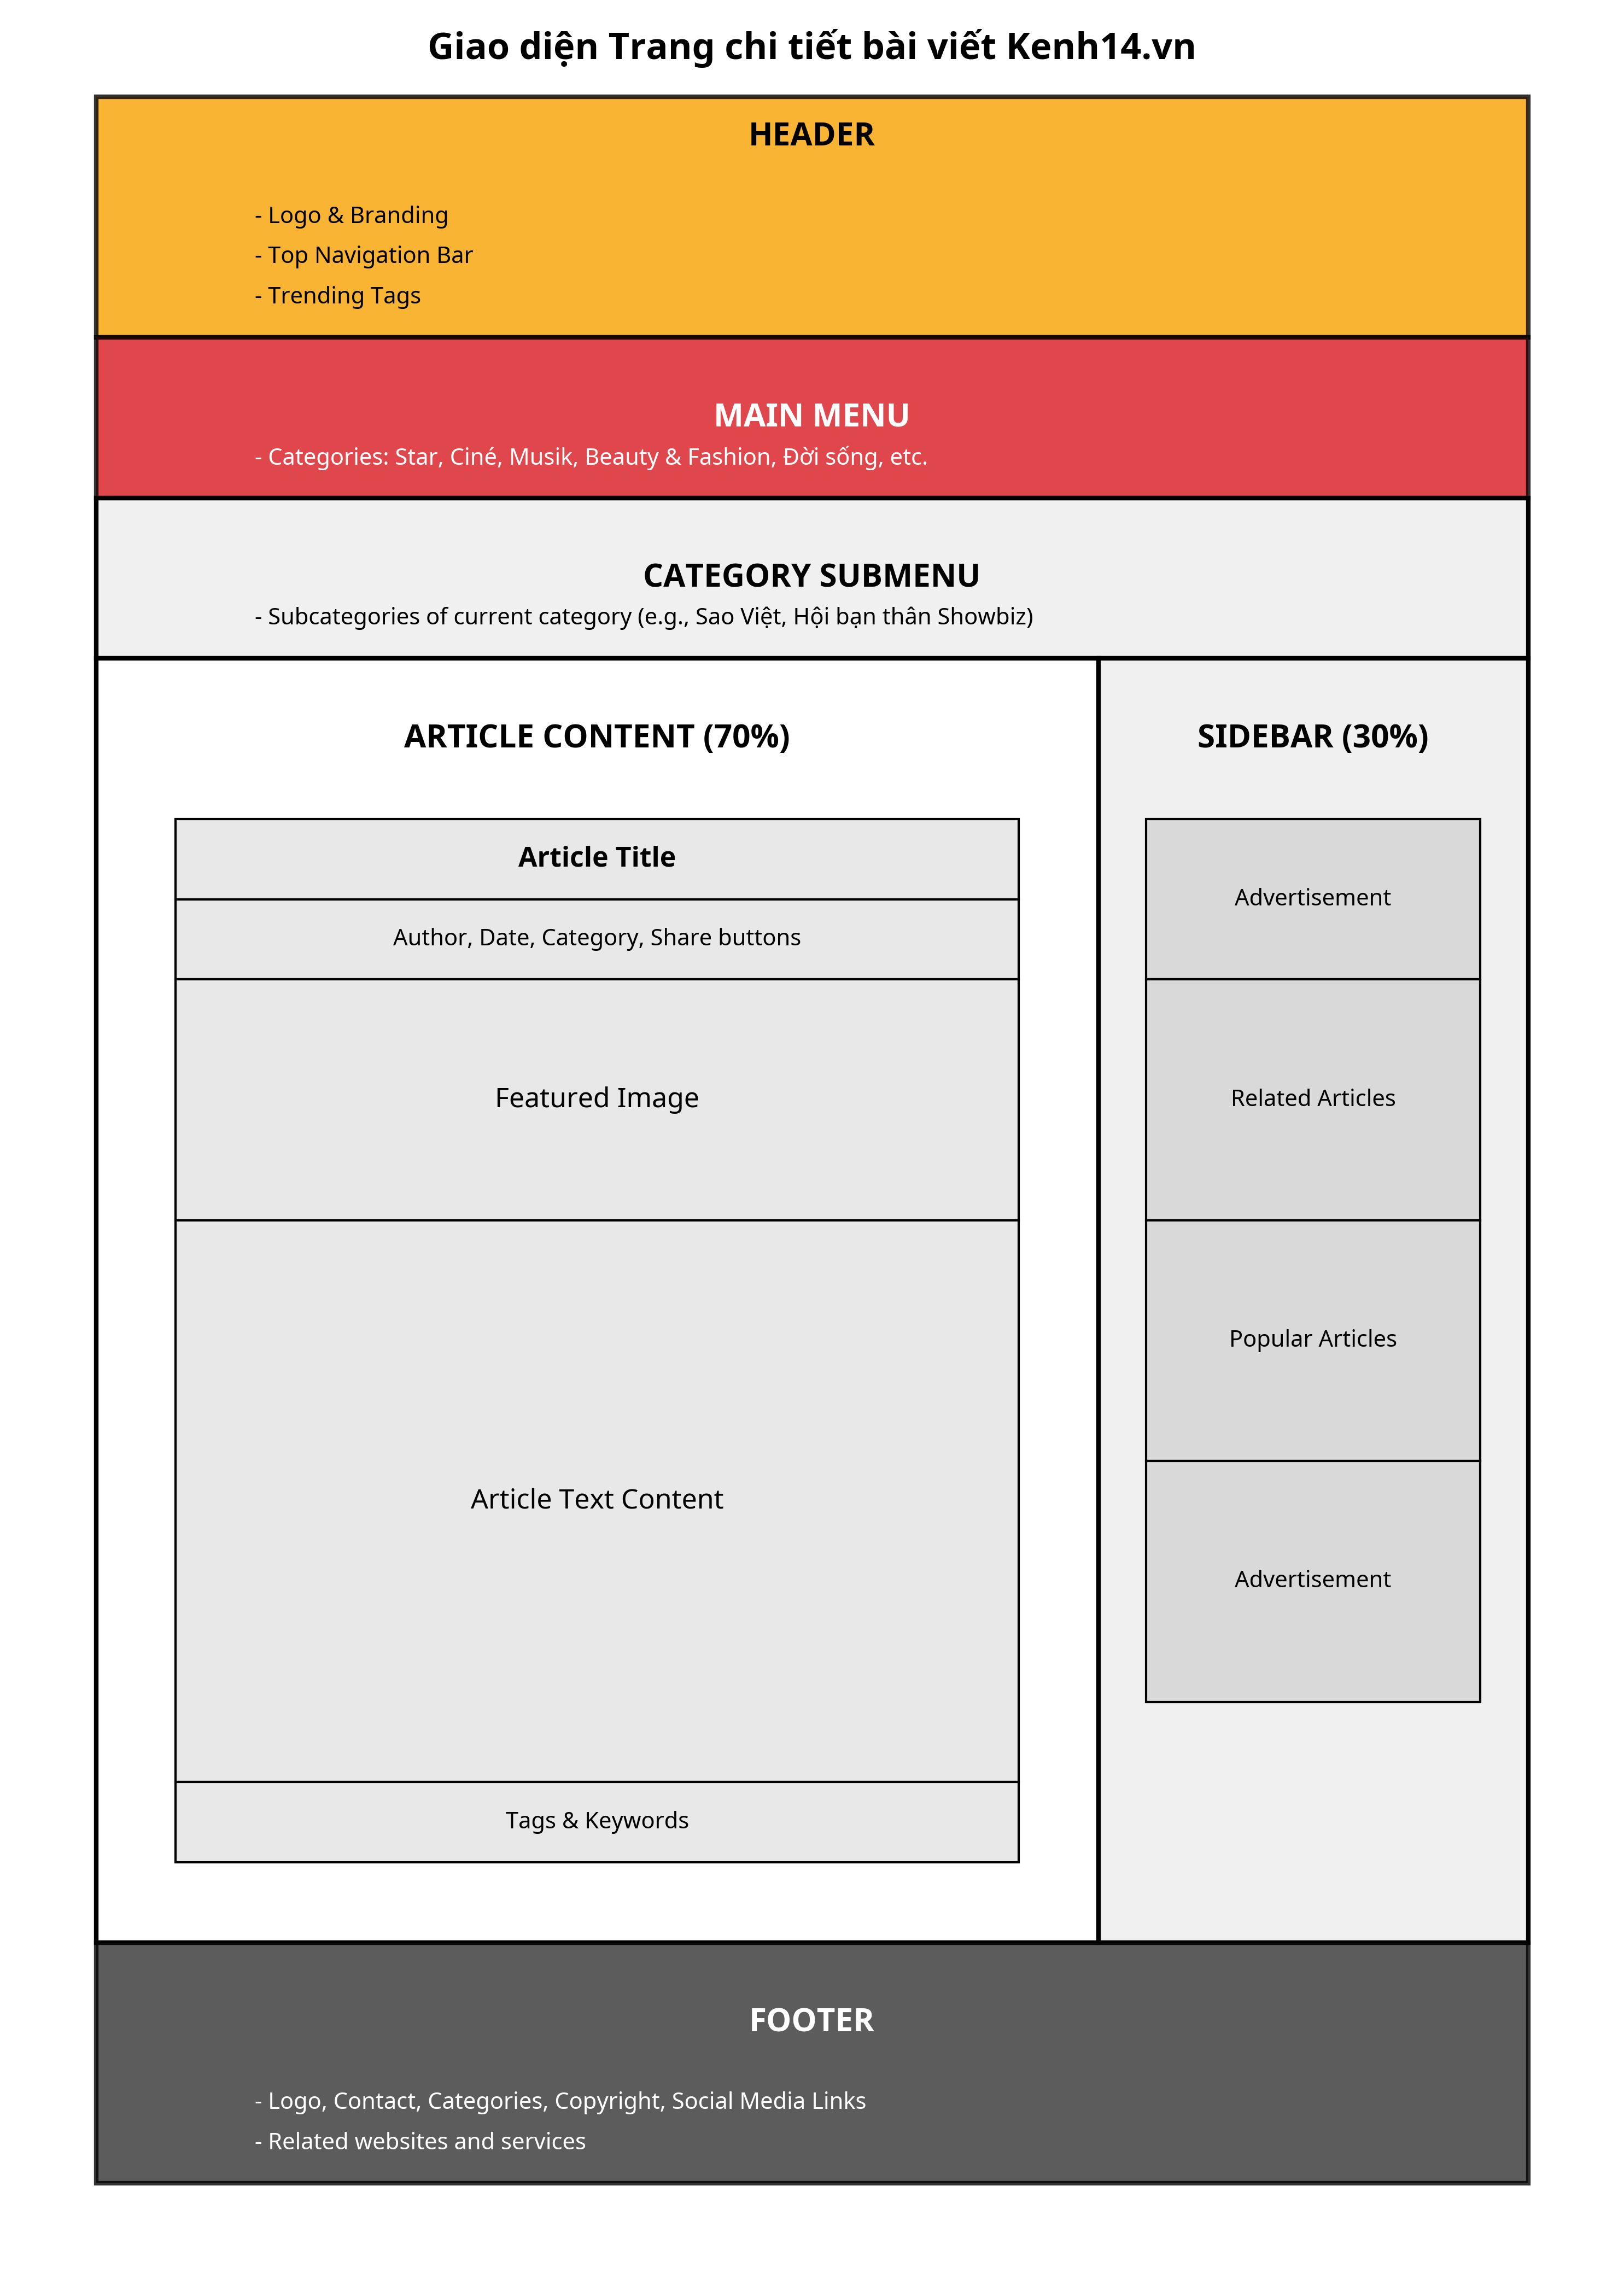 Giao diện Trang chi tiết bài viết Kenh14.vn
HEADER
- Logo & Branding
- Top Navigation Bar
- Trending Tags
MAIN MENU
- Categories: Star, Ciné, Musik, Beauty & Fashion, Đời sống, etc.
CATEGORY SUBMENU
- Subcategories of current category (e.g., Sao Việt, Hội bạn thân Showbiz)
ARTICLE CONTENT (70%)
Article Title
Author, Date, Category, Share buttons
Featured Image
Article Text Content
Tags & Keywords
SIDEBAR (30%)
Advertisement
Related Articles
Popular Articles
Advertisement
FOOTER
- Logo, Contact, Categories, Copyright, Social Media Links
- Related websites and services